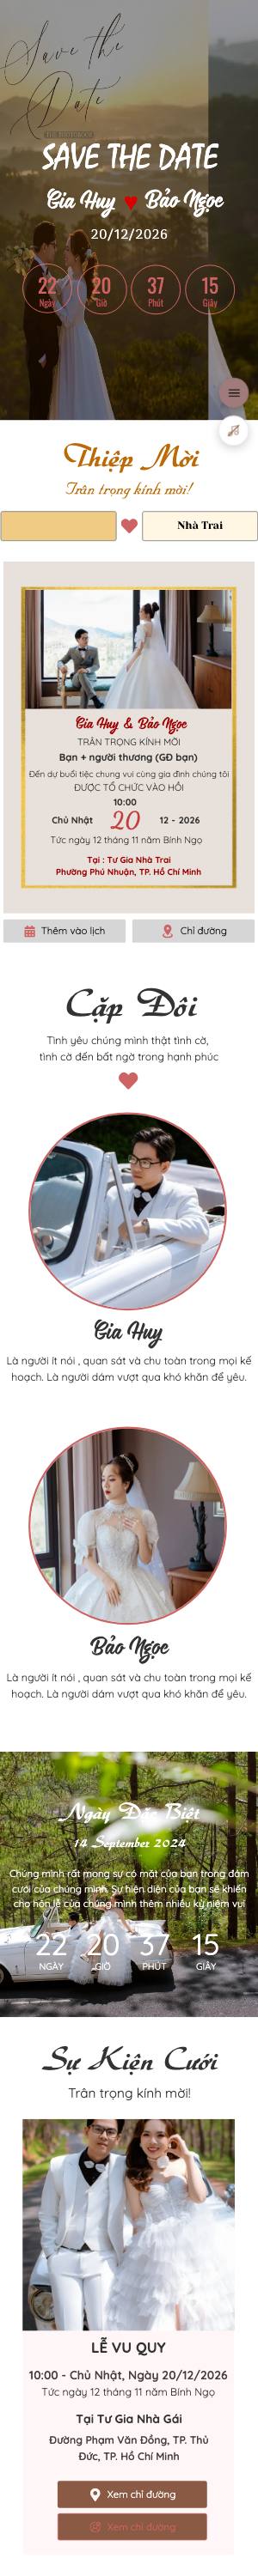 Save the
Date
SAVE THE DATE
Gia Huy Bảo Ngọc
20/12/2026
22 20 37 15
Ngày Giờ Phút Giây
Thiệp Mời
Trân trọng kính mời!
Nhà Trai
Gia Huy & Bảo Ngọc
TRÂN TRỌNG KÍNH MỜI
Bạn + người thương (GĐ bạn)
Đến dự buổi tiệc chung vui cùng gia đình chúng tôi
ĐƯỢC TỔ CHỨC VÀO HỒI
10:00
Chủ Nhật 20 12 - 2026
Tức ngày 12 tháng 11 năm Bính Ngọ
Tại : Tư Gia Nhà Trai
Phường Phú Nhuận, TP. Hồ Chí Minh
Thêm vào lịch Chỉ đường
Cặp Đôi
Tình yêu chúng mình thật tình cờ,
tình cờ đến bất ngờ trong hạnh phúc
Gia Huy
Là người ít nói , quan sát và chu toàn trong mọi kế
hoạch. Là người dám vượt qua khó khăn để yêu.
Bảo Ngọc
Là người ít nói , quan sát và chu toàn trong mọi kế
hoạch. Là người dám vượt qua khó khăn để yêu.
Ngày Đặc Biệt
14 September 2024
Chúng mình rất mong sự có mặt của bạn trong đám
cưới của chúng mình. Sự hiện diện của bạn sẽ khiến
cho hôn lễ của chúng mình thêm nhiều kỷ niệm vui
22 20 37 15
NGÀY GIỜ PHÚT GIÂY
Sự Kiện Cưới
Trân trọng kính mời!
LỄ VU QUY
10:00 - Chủ Nhật, Ngày 20/12/2026
Tức ngày 12 tháng 11 năm Bính Ngọ
Tại Tư Gia Nhà Gái
Đường Phạm Văn Đồng, TP. Thủ
Đức, TP. Hồ Chí Minh
Xem chỉ đường
Xem chỉ đường